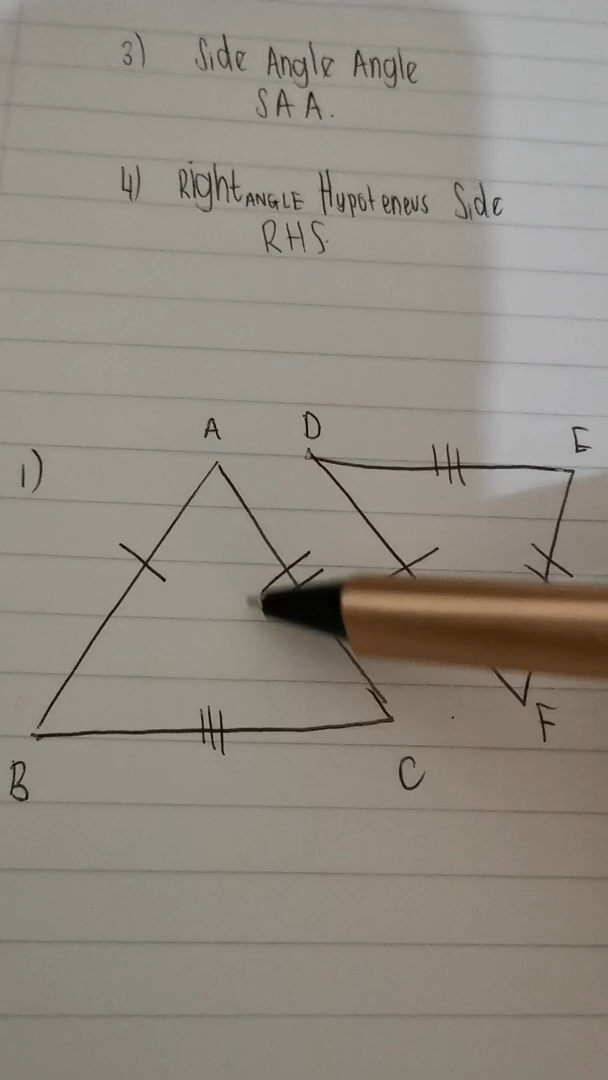 3) Side Angle Angle
SAA.
4) Right ANGLE Hypoteneus Side
RHS.
A D E
1)
F
B C